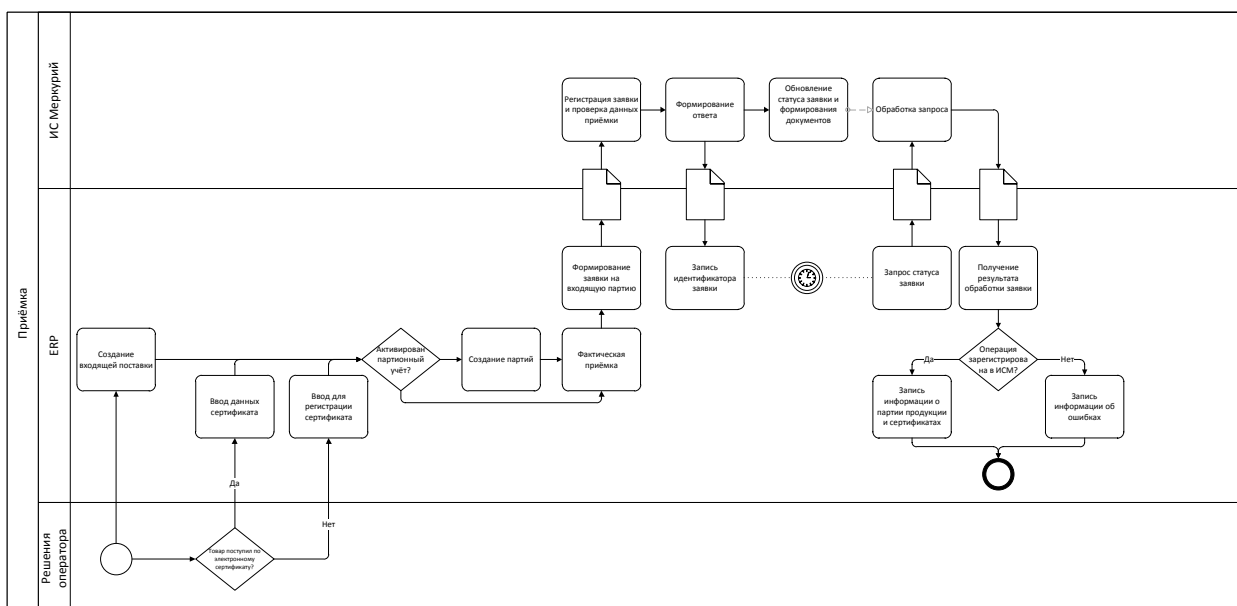 Приёмка
ИС Меркурий
Регистрация заявки
и проверка данных
приёмки
Формирование
ответа
Обновление
статуса заявки и
формирования
документов
Обработка запроса
ERP
Формирование
заявки на
входящую партию
Запись
идентификатора
заявки
Запрос статуса
заявки
Получение
результата
обработки заявки
Создание
входящей поставки
Активирован
партионный
учёт?
Создание партий
Фактическая
приёмка
Да
Операция
зарегистрирова
на в ИСМ?
Нет
Ввод данных
сертификата
Ввод для
регистрации
сертификата
Запись
информации о
партии продукции
и сертификатах
Запись
информации об
ошибках
Да
Нет
Решения
оператора
Товар поступил по
электронному
сертификату?